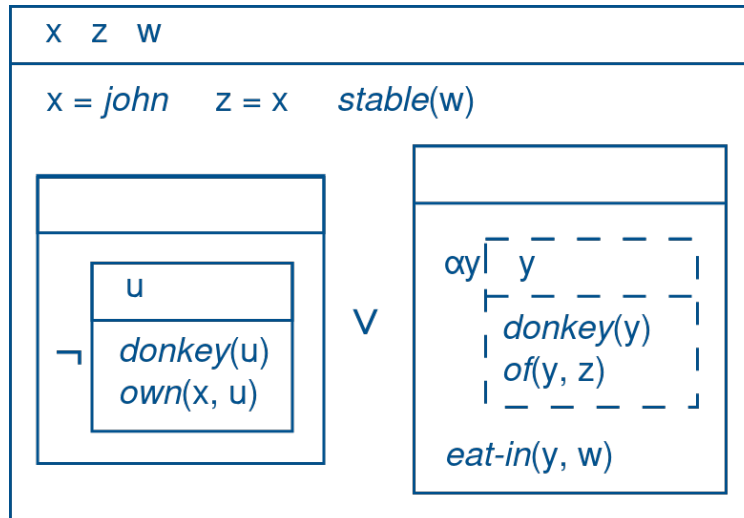 x z w
x = john z = x stable(w)
u
¬ donkey(u)
own(x, u)
∨
αy y
donkey(y)
of(y, z)
eat-in(y, w)